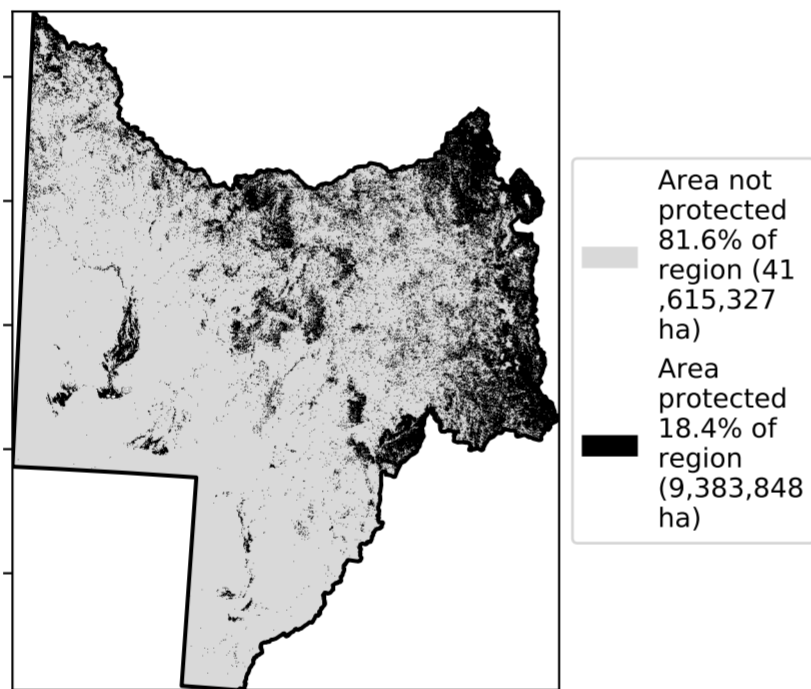 Area not
protected
81.6% of
region (41
,615,327
ha)
Area
protected
18.4% of
region
(9,383,848
ha)